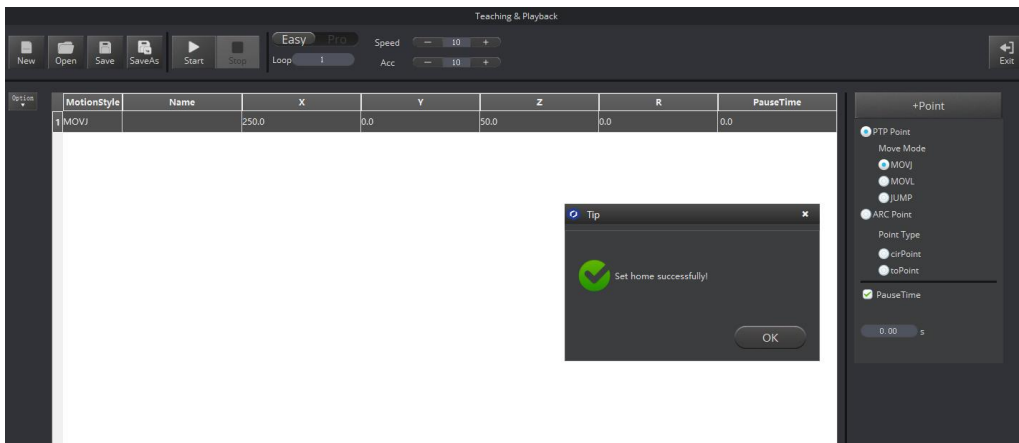 Teaching & Playback
Easy Pro
Speed 10
Loop 1
Acc 10
New Open Save SaveAs Start Stop Exit
Option
MotionStyle Name X Y Z R PauseTime
1 MOVJ 250.0 0.0 50.0 0.0 0.0
+Point
PTP Point
Move Mode
MOVJ
MOVL
JUMP
ARC Point
Point Type
cirPoint
toPoint
PauseTime
0.00 s
Tip
Set home successfully!
OK